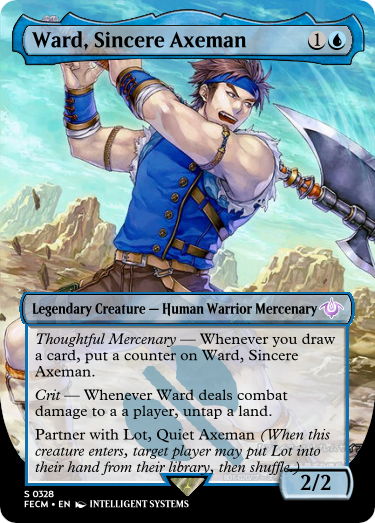 Ward, Sincere Axeman 1
Legendary Creature — Human Warrior Mercenary
Thoughtful Mercenary — Whenever you draw
a card, put a counter on Ward, Sincere
Axeman.
Crit — Whenever Ward deals combat
damage to a a player, untap a land.
Partner with Lot, Quiet Axeman (When this
creature enters, target player may put Lot into
their hand from their library, then shuffle.)
2/2
S 0328
FECM • EN INTELLIGENT SYSTEMS